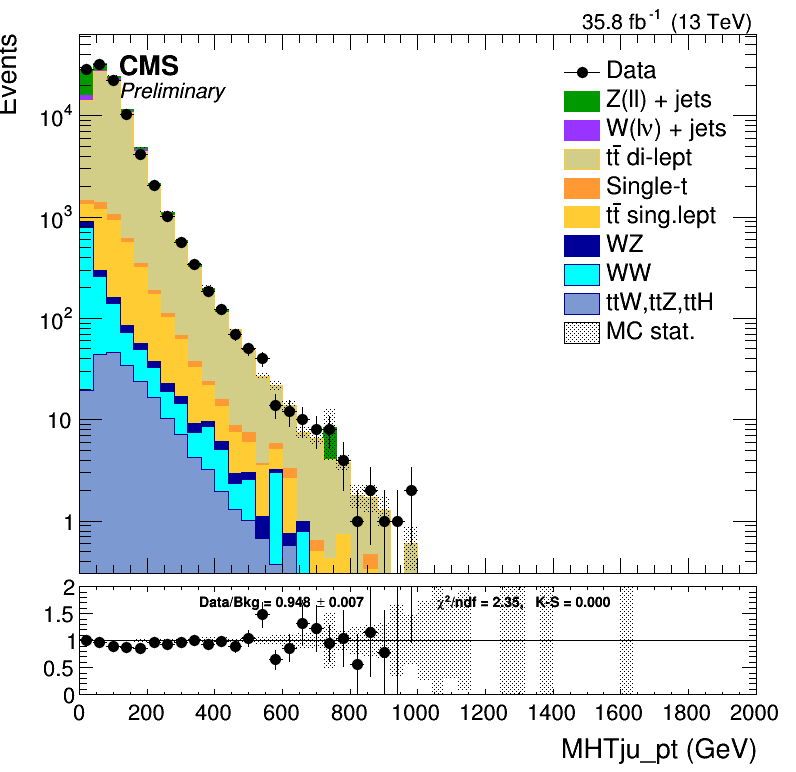 35.8 fb⁻¹ (13 TeV)
Events
CMS
Preliminary
Data
Z(ll) + jets
W(lν) + jets
tt̄ di-lept
Single-t
tt̄ sing.lept
WZ
WW
ttW,ttZ,ttH
MC stat.
10⁴
10³
10²
10
1
Data/Bkg = 0.948 ± 0.007
χ²/ndf = 2.35, K-S = 0.000
2
1.5
1
0.5
0
0 200 400 600 800 1000 1200 1400 1600 1800 2000
MHTju_pt (GeV)